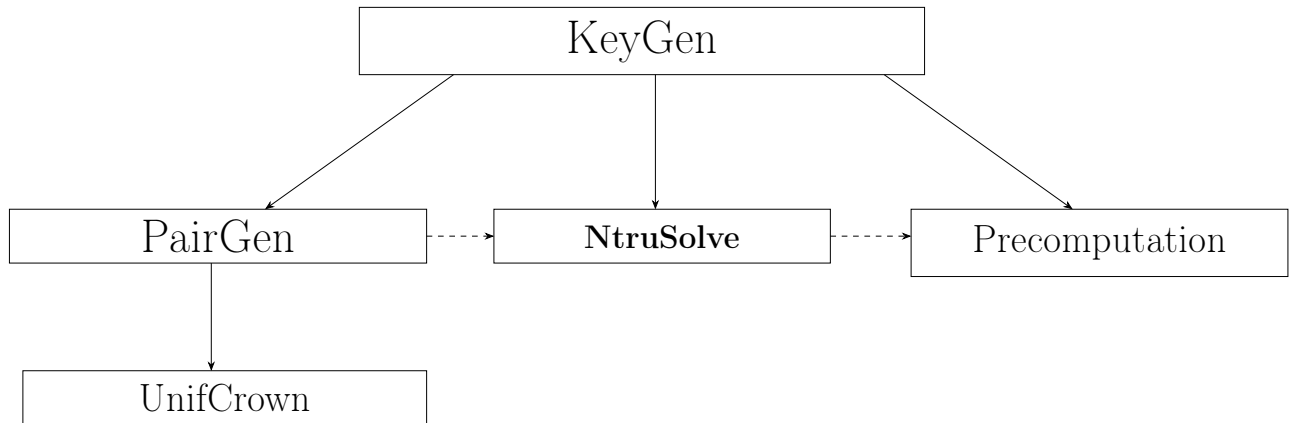 KeyGen
PairGen
NtruSolve
Precomputation
UnifCrown